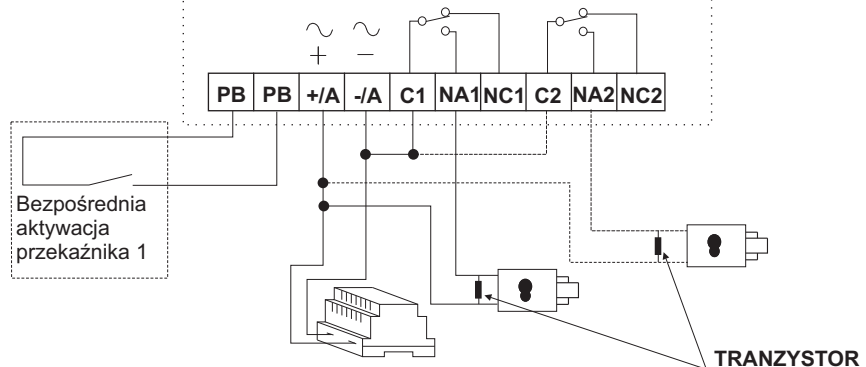 + −
PB PB +/A -/A C1 NA1 NC1 C2 NA2 NC2
Bezpośrednia
aktywacja
przekaźnika 1
TRANZYSTOR